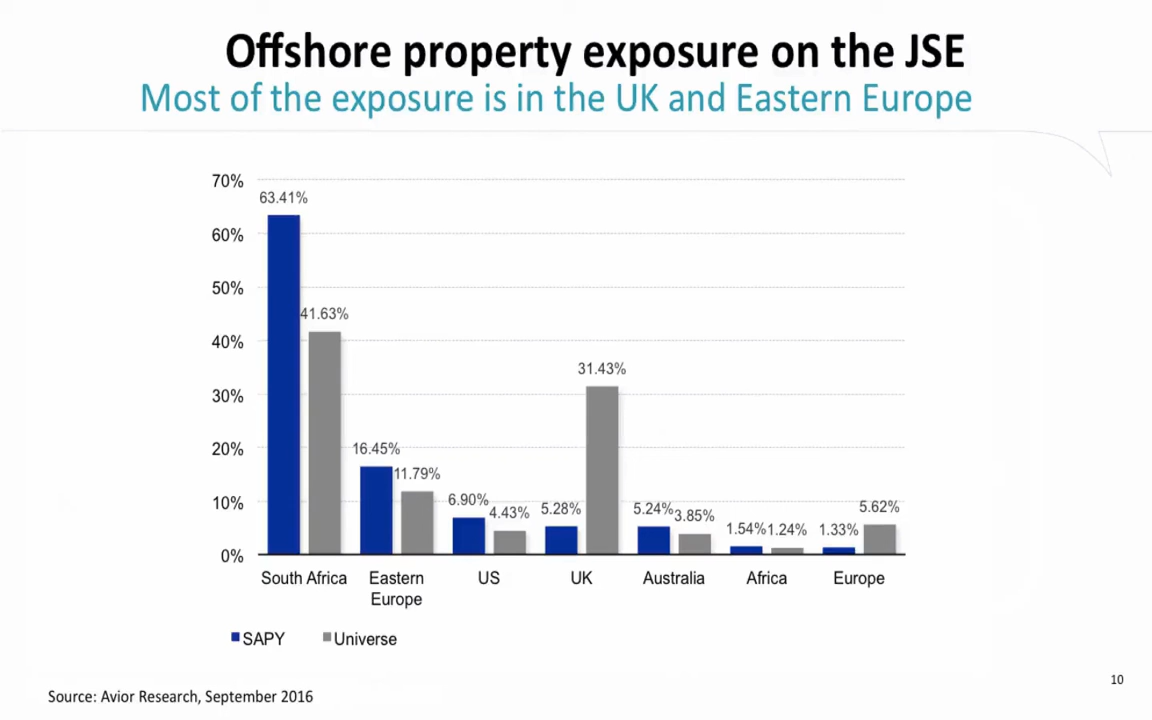 Offshore property exposure on the JSE
Most of the exposure is in the UK and Eastern Europe
70%
60%
50%
40%
30%
20%
10%
0%
63.41%
41.63%
16.45%
11.79%
6.90%
4.43%
5.28%
31.43%
5.24%
3.85%
1.54%
1.24%
1.33%
5.62%
South Africa
Eastern
Europe
US
UK
Australia
Africa
Europe
SAPY
Universe
10
Source: Avior Research, September 2016